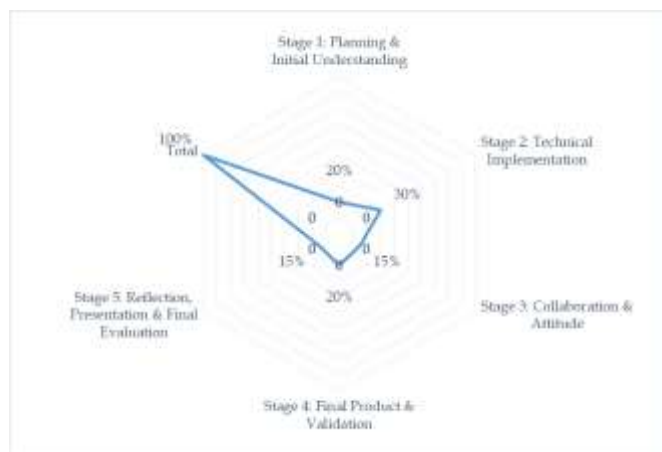 Stage 1: Planning &
Initial Understanding
100%
Total
Stage 2: Technical
Implementation
20%
30%
0
0
0
0
0
0
15%
15%
20%
Stage 5: Reflection,
Presentation & Final
Evaluation
Stage 3: Collaboration &
Attitude
Stage 4: Final Product &
Validation